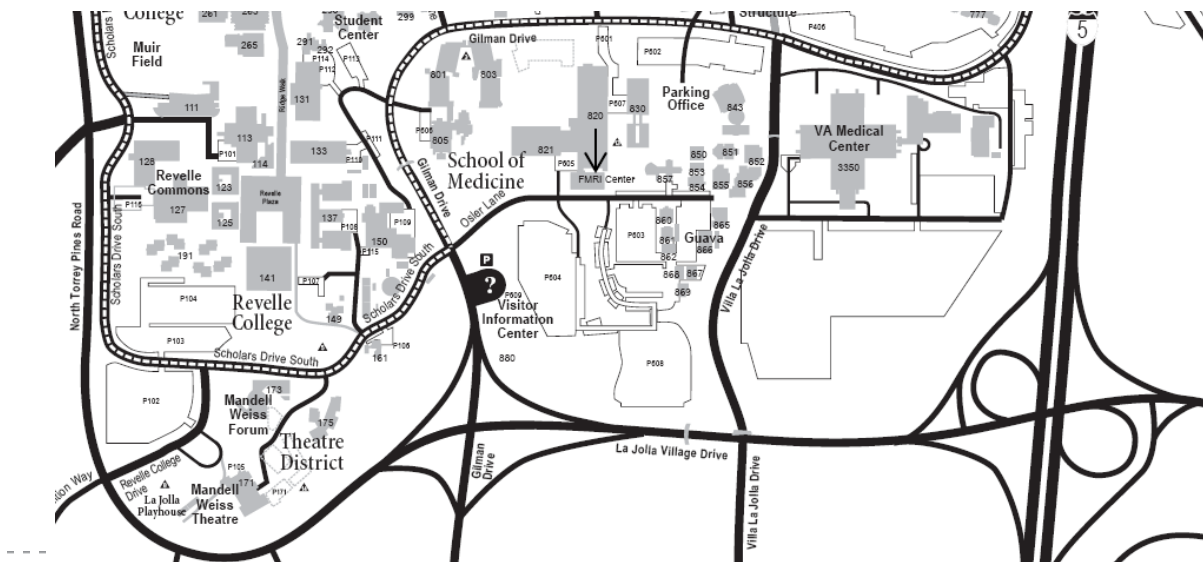 College
261
265
299
Student
Center
Structure
777
P406
5
Scholars
Muir
Field
291
292
P114
P112
P113
Gilman Drive
801
803
P601
P602
Parking
Office
P607
830
843
820
111
131
Ridge Walk
113
P101
114
133
P110
P111
P606
805
821
School of
Medicine
P605
FMRI Center
857
850
851
852
853
854
855
856
VA Medical
Center
3350
128
Revelle
Commons
127
P116
123
125
Revelle
Plaza
137
P108
150
P109
P115
Gilman Drive
Osler Lane
P603
860
861
862
Guava
865
866
868
867
869
191
141
P107
149
Revelle
College
P104
P103
Scholars Drive South
Scholars Drive South
Scholars Drive South
North Torrey Pines Road
P
?
P609
Visitor
Information
Center
880
P604
P608
Villa La Jolla Drive
161
P106
P102
Mandell
Weiss
Forum
173
175
Theatre
District
P105
171
P171
Revelle College
Drive
La Jolla
Playhouse
Mandell
Weiss
Theatre
Gilman
Drive
La Jolla Village Drive
Villa La Jolla Drive
tion Way